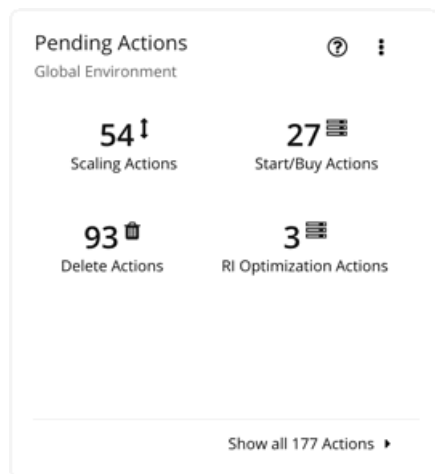 Pending Actions
Global Environment
54
Scaling Actions
27
Start/Buy Actions
93
Delete Actions
3
RI Optimization Actions
Show all 177 Actions